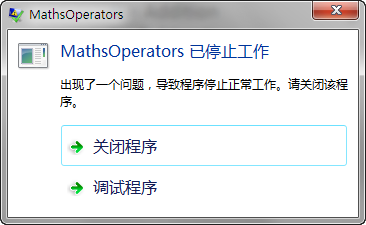 MathsOperators
MathsOperators 已停止工作
出现了一个问题，导致程序停止正常工作。请关闭该程
序。
关闭程序
调试程序